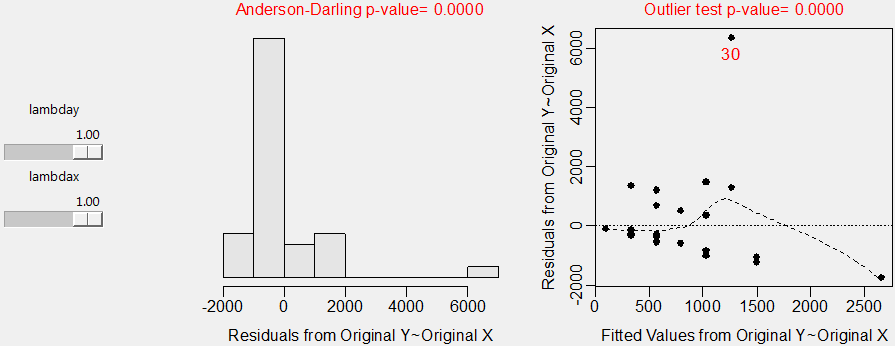 lambday
1.00
lambdax
1.00
Anderson-Darling p-value= 0.0000
-2000 0 2000 4000 6000
Residuals from Original Y~Original X
Outlier test p-value= 0.0000
30
Residuals from Original Y~Original X
6000
4000
2000
0
-2000
0 500 1000 1500 2000 2500
Fitted Values from Original Y~Original X